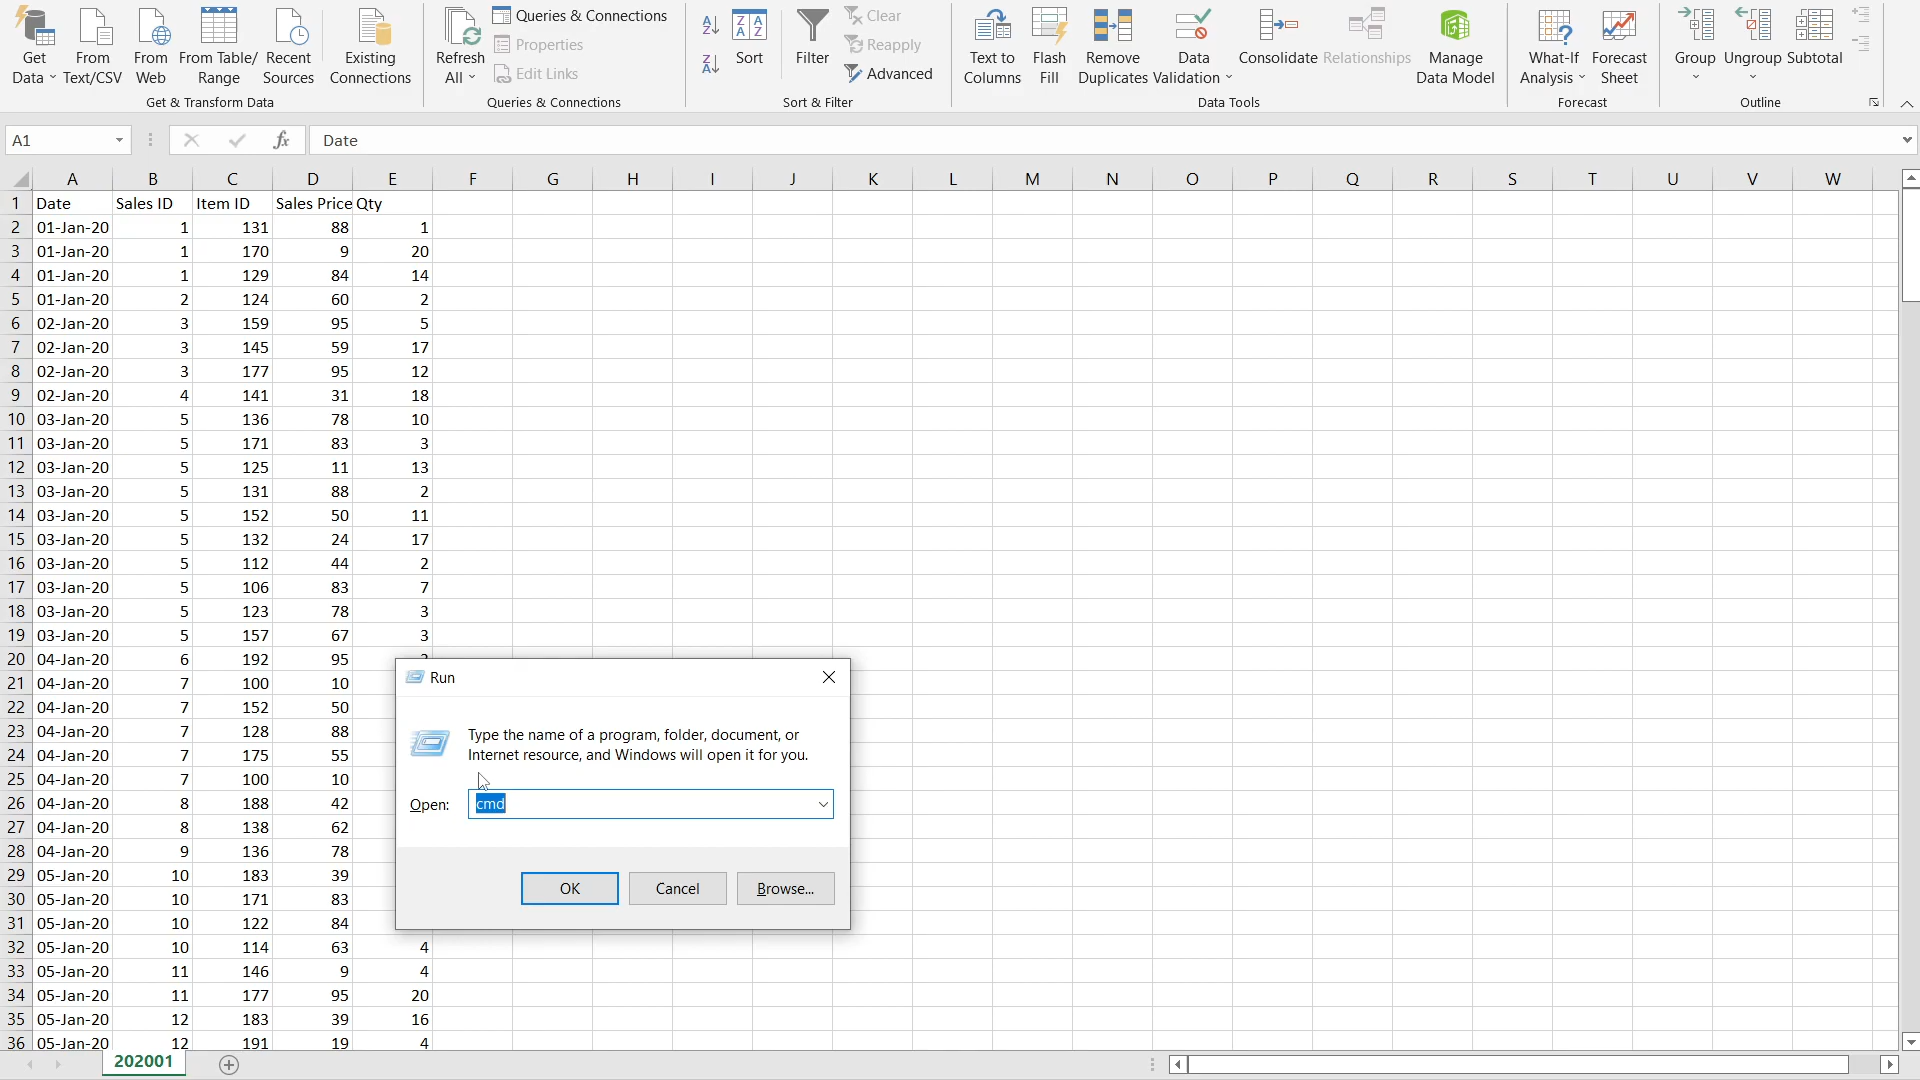 Get Data
From Text/CSV
From Web
From Table/ Range
Recent Sources
Existing Connections
Get & Transform Data
Refresh All
Queries & Connections
Properties
Edit Links
Queries & Connections
Sort
Filter
Clear
Reapply
Advanced
Sort & Filter
Text to Columns
Flash Fill
Remove Duplicates
Data Validation
Consolidate
Relationships
Manage Data Model
Data Tools
What-If Analysis
Forecast Sheet
Forecast
Group
Ungroup
Subtotal
Outline
A1
fx
Date
A B C D E F G H I J K L M N O P Q R S T U V W
1 Date Sales ID Item ID Sales Price Qty
2 01-Jan-20 1 131 88 1
3 01-Jan-20 1 170 9 20
4 01-Jan-20 1 129 84 14
5 01-Jan-20 2 124 60 2
6 02-Jan-20 3 159 95 5
7 02-Jan-20 3 145 59 17
8 02-Jan-20 3 177 95 12
9 02-Jan-20 4 141 31 18
10 03-Jan-20 5 136 78 10
11 03-Jan-20 5 171 83 3
12 03-Jan-20 5 125 11 13
13 03-Jan-20 5 131 88 2
14 03-Jan-20 5 152 50 11
15 03-Jan-20 5 132 24 17
16 03-Jan-20 5 112 44 2
17 03-Jan-20 5 106 83 7
18 03-Jan-20 5 123 78 3
19 03-Jan-20 5 157 67 3
20 04-Jan-20 6 192 95
21 04-Jan-20 7 100 10
22 04-Jan-20 7 152 50
23 04-Jan-20 7 128 88
24 04-Jan-20 7 175 55
25 04-Jan-20 7 100 10
26 04-Jan-20 8 188 42
27 04-Jan-20 8 138 62
28 04-Jan-20 9 136 78
29 05-Jan-20 10 183 39
30 05-Jan-20 10 171 83
31 05-Jan-20 10 122 84
32 05-Jan-20 10 114 63 4
33 05-Jan-20 11 146 9 4
34 05-Jan-20 11 177 95 20
35 05-Jan-20 12 183 39 16
36 05-Jan-20 12 191 19 4
Run
Type the name of a program, folder, document, or
Internet resource, and Windows will open it for you.
Open: cmd
OK Cancel Browse...
202001